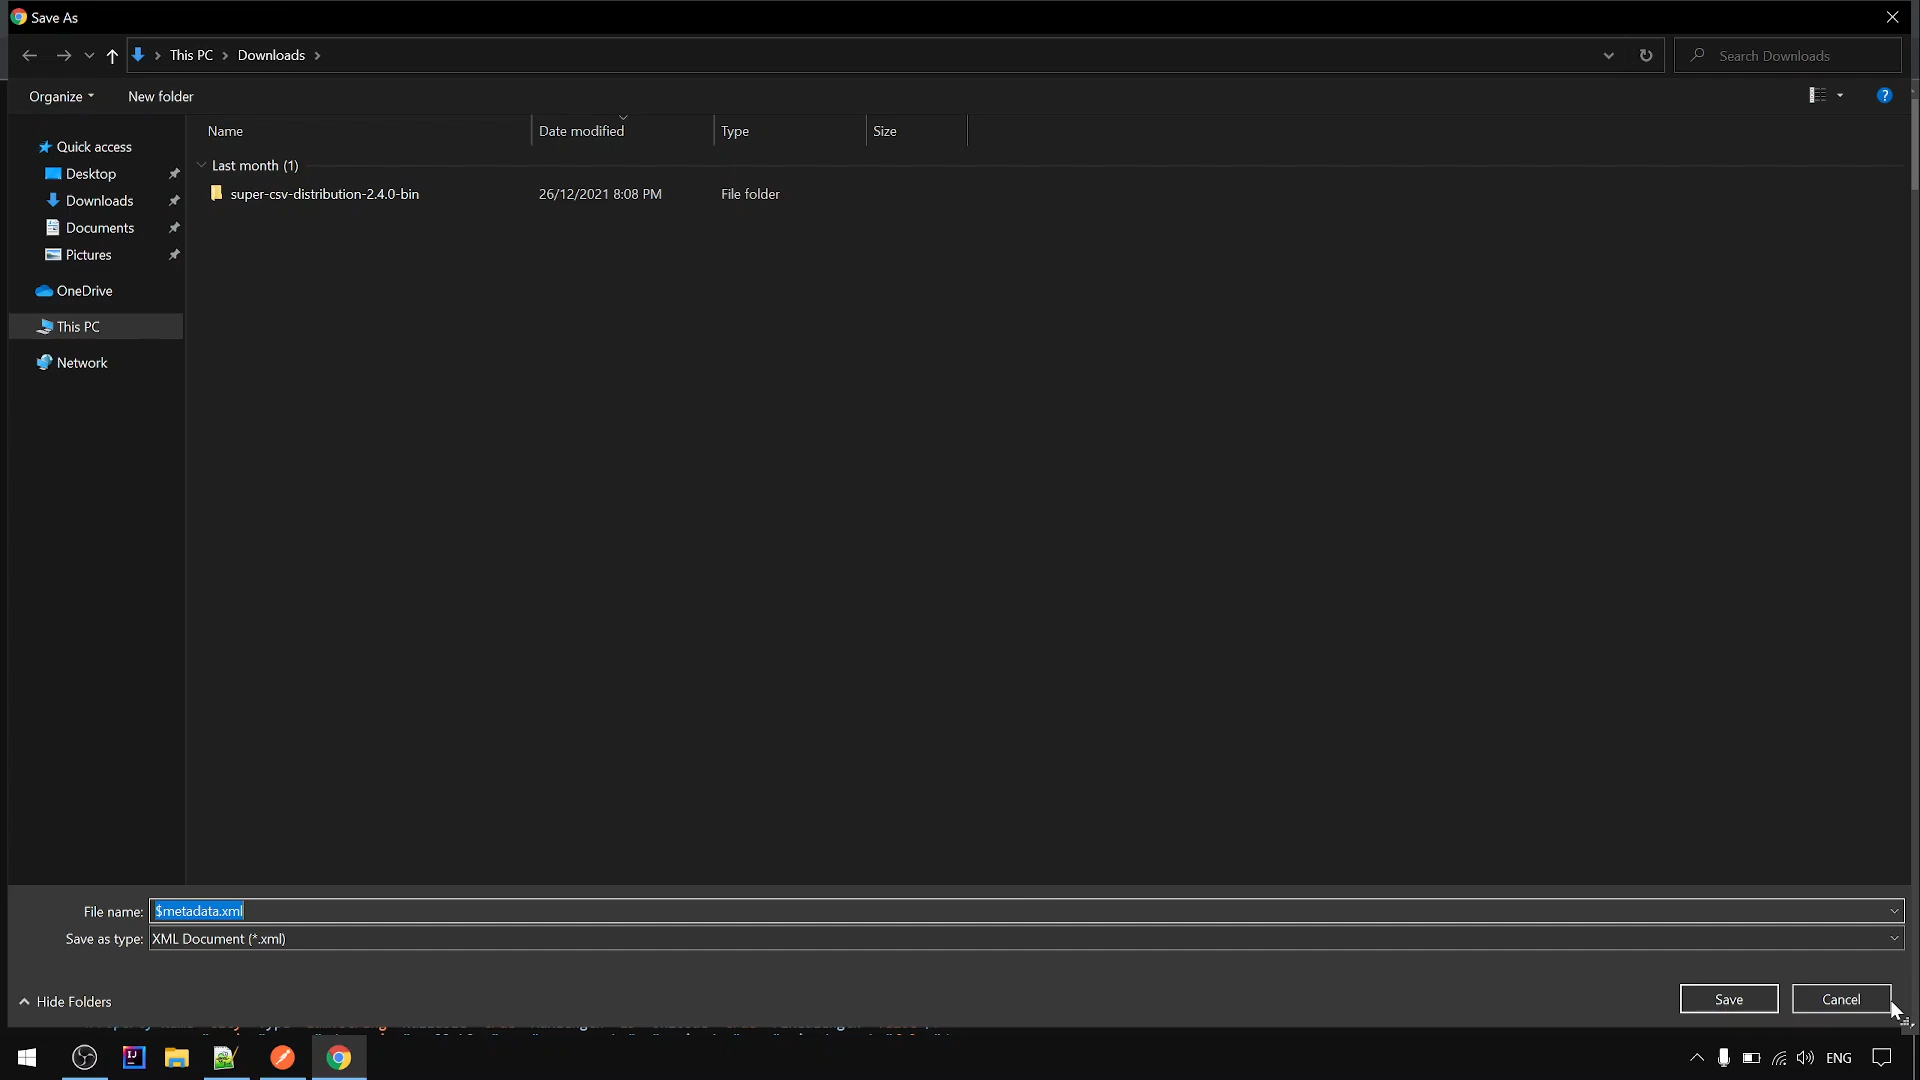 Save As
This PC
Downloads
Search Downloads
Organize
New folder
Name
Date modified
Type
Size
Quick access
Desktop
Downloads
Documents
Pictures
OneDrive
This PC
Network
Last month (1)
super-csv-distribution-2.4.0-bin
26/12/2021 8:08 PM
File folder
File name:
$metadata.xml
Save as type:
XML Document (*.xml)
Hide Folders
Save
Cancel
ENG